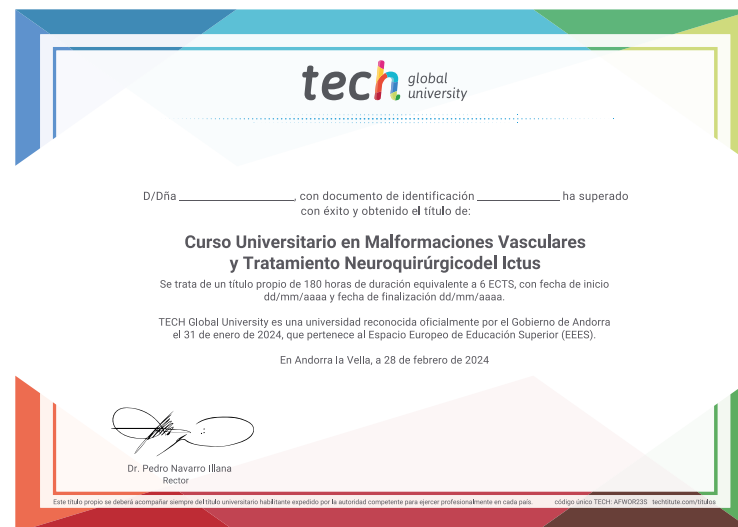 tech global university
D/Dña ____________________, con documento de identificación ______________ ha superado
con éxito y obtenido el título de:
Curso Universitario en Malformaciones Vasculares
y Tratamiento Neuroquirúrgicodel Ictus
Se trata de un título propio de 180 horas de duración equivalente a 6 ECTS, con fecha de inicio
dd/mm/aaaa y fecha de finalización dd/mm/aaaa.
TECH Global University es una universidad reconocida oficialmente por el Gobierno de Andorra
el 31 de enero de 2024, que pertenece al Espacio Europeo de Educación Superior (EEES).
En Andorra la Vella, a 28 de febrero de 2024
Dr. Pedro Navarro Illana
Rector
Este título propio se deberá acompañar siempre del título universitario habilitante expedido por la autoridad competente para ejercer profesionalmente en cada país. código único TECH: AFWOR23S techtitute.com/títulos